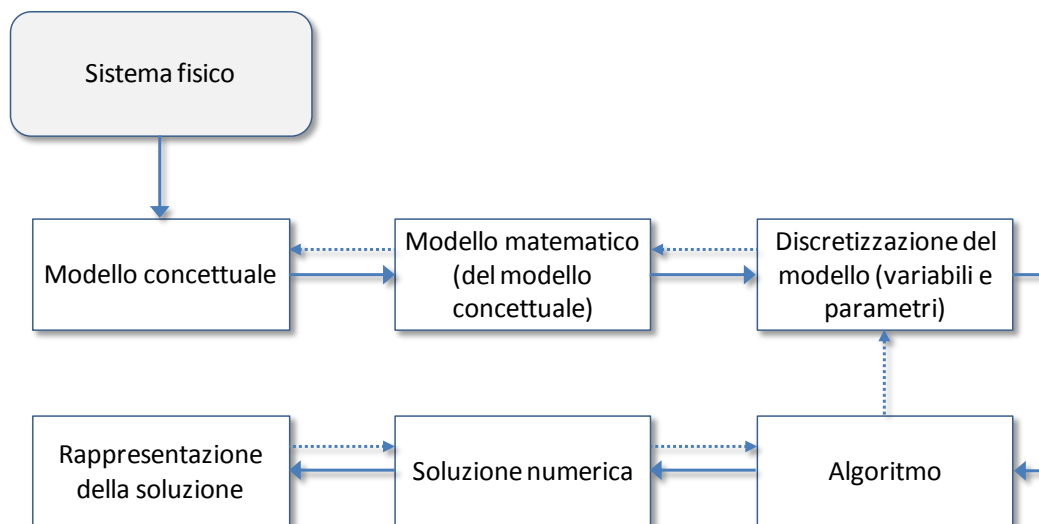 Sistema fisico
Modello concettuale
Modello matematico
(del modello
concettuale)
Discretizzazione del
modello (variabili e
parametri)
Rappresentazione
della soluzione
Soluzione numerica
Algoritmo